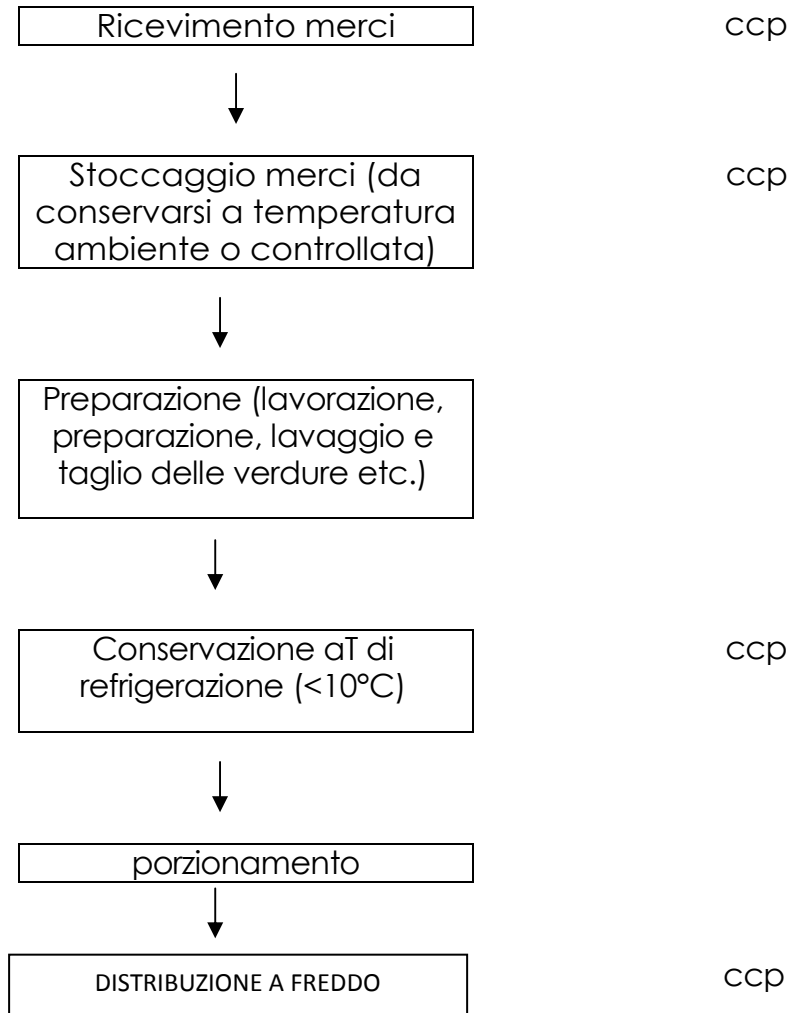 Ricevimento merci
ccp
Stoccaggio merci (da
ccp
conservarsi a temperatura
ambiente o controllata)
Preparazione (lavorazione,
preparazione, lavaggio e
taglio delle verdure etc.)
Conservazione aT di
ccp
refrigerazione (<10°C)
porzionamento
DISTRIBUZIONE A FREDDO
ccp